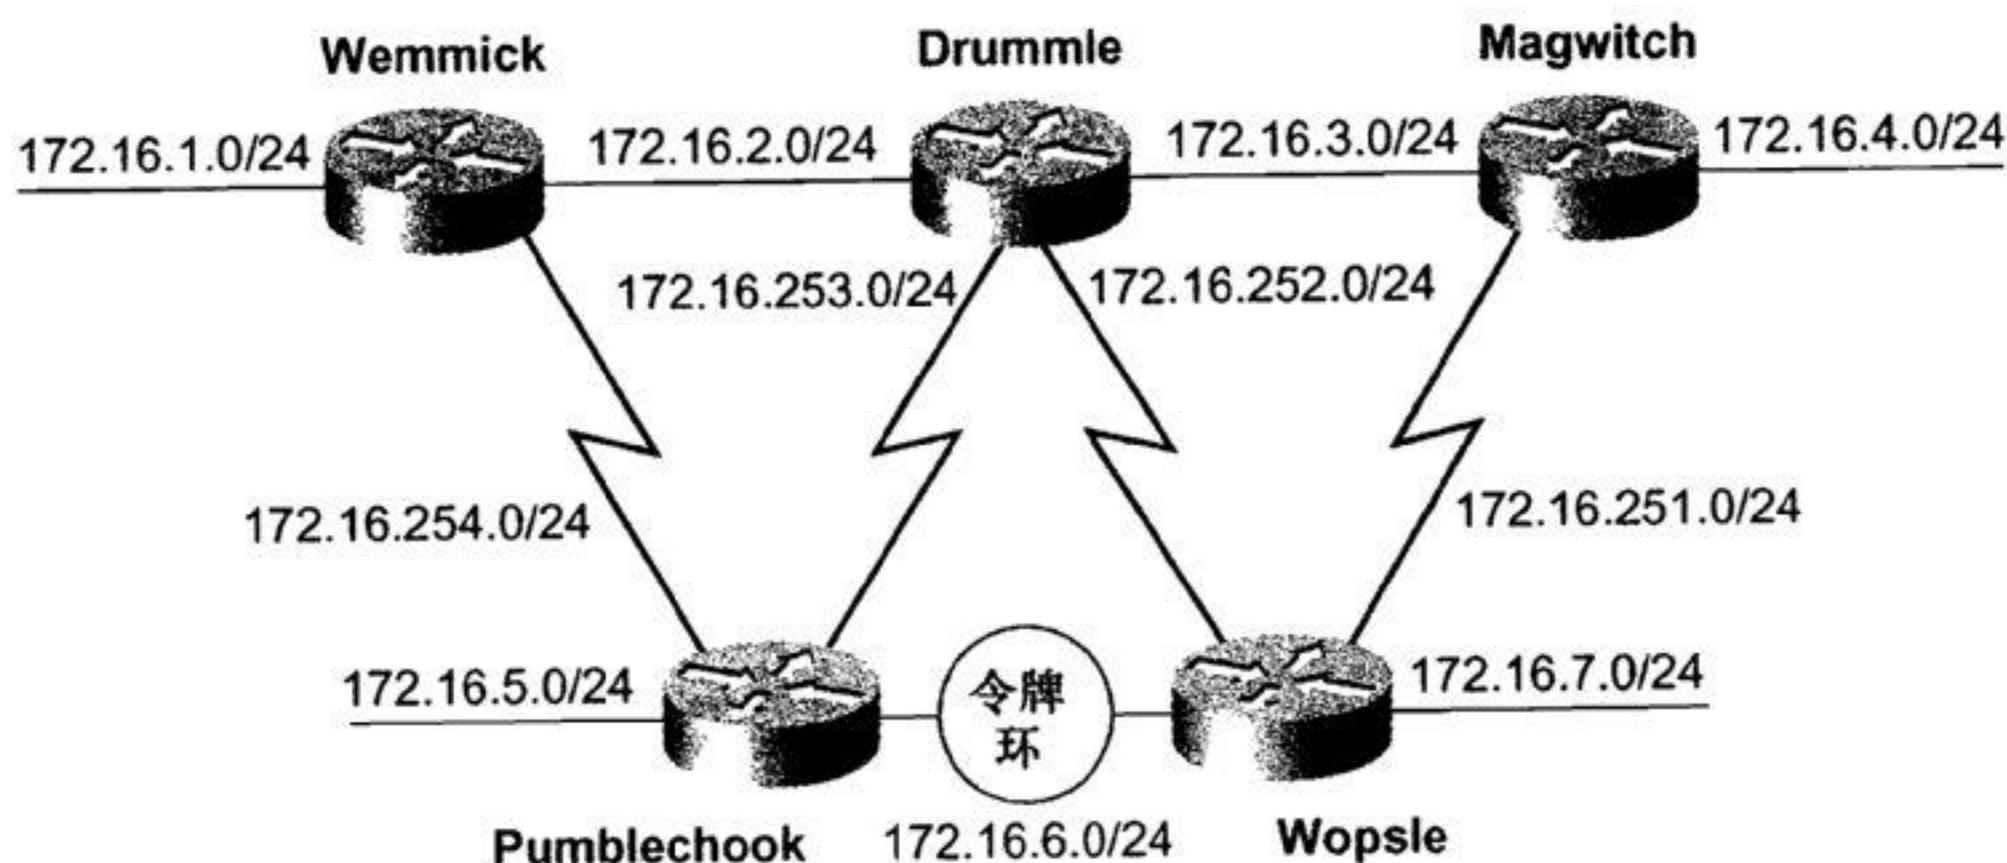 Wemmick
Drummle
Magwitch
172.16.1.0/24
172.16.2.0/24
172.16.3.0/24
172.16.4.0/24
172.16.253.0/24
172.16.252.0/24
172.16.254.0/24
172.16.251.0/24
172.16.5.0/24
令牌
环
172.16.7.0/24
Pumblechook
172.16.6.0/24
Wopsle